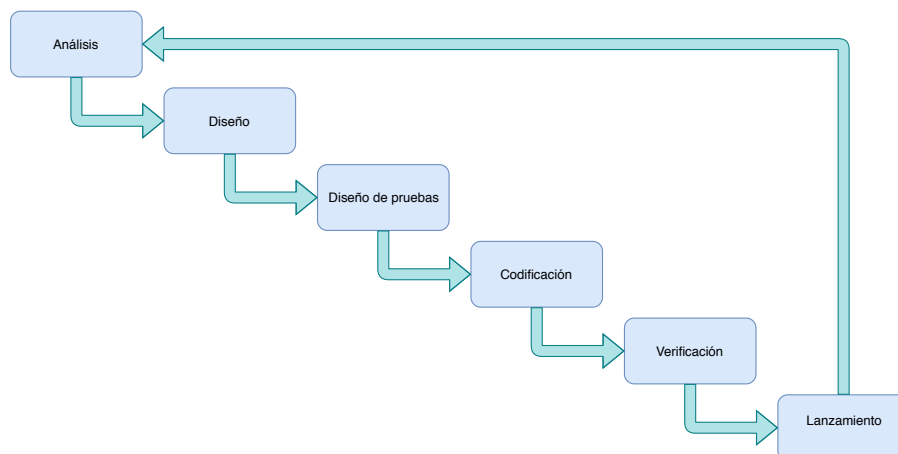 Análisis
Diseño
Diseño de pruebas
Codificación
Verificación
Lanzamiento